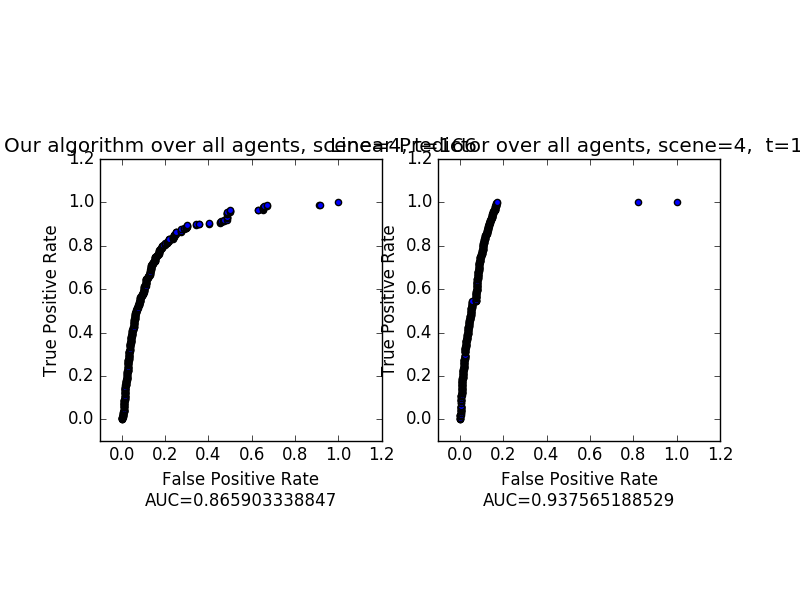 Our algorithm over all agents, scene=4, t=166
Linear Predictor over all agents, scene=4, t=1
1.2
1.0
0.8
0.6
0.4
0.2
0.0
True Positive Rate
0.0 0.2 0.4 0.6 0.8 1.0 1.2
False Positive Rate
AUC=0.865903338847
1.2
1.0
0.8
0.6
0.4
0.2
0.0
True Positive Rate
0.0 0.2 0.4 0.6 0.8 1.0 1.2
False Positive Rate
AUC=0.937565188529